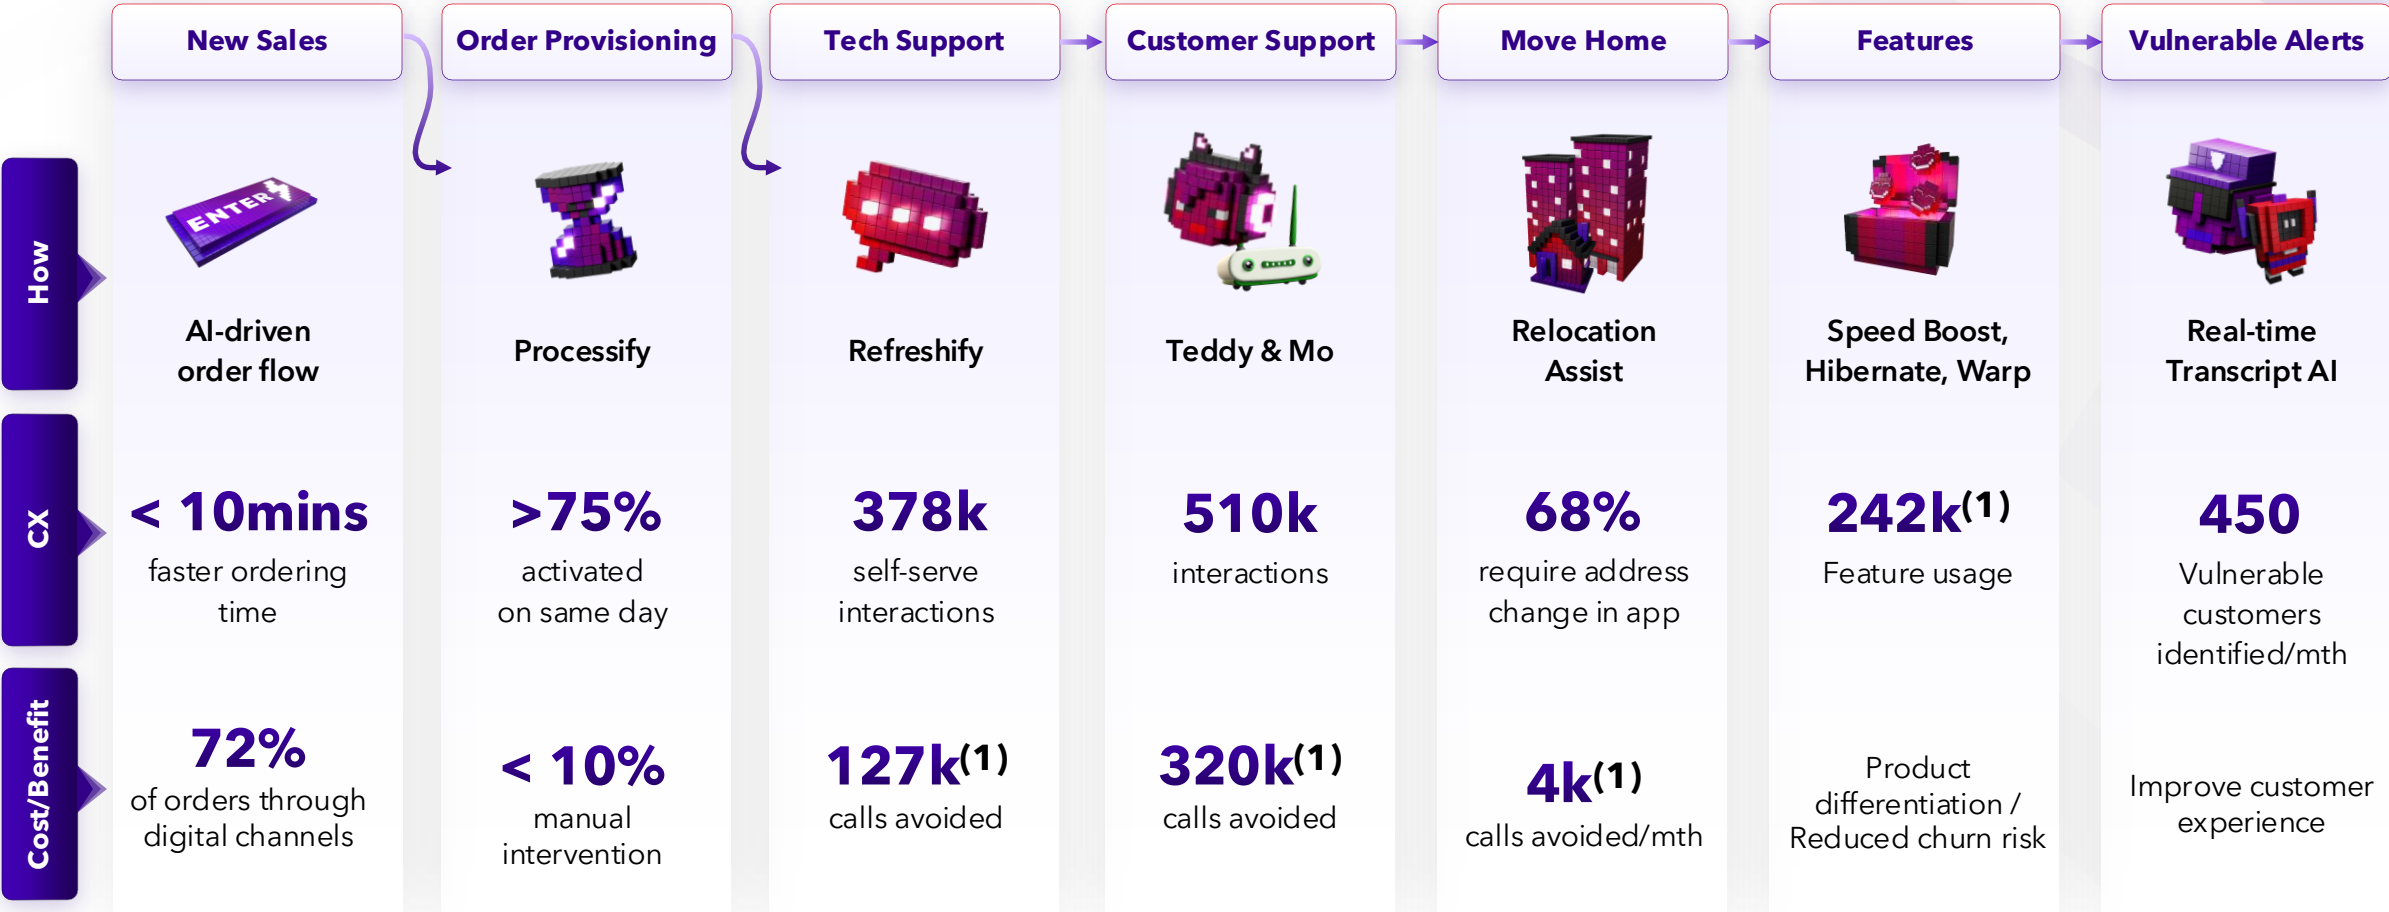 New Sales
Order Provisioning
Tech Support
Customer Support
Move Home
Features
Vulnerable Alerts
How
ENTER
AI-driven
order flow
Processify
Refreshify
Teddy & Mo
Relocation
Assist
Speed Boost,
Hibernate, Warp
Real-time
Transcript AI
CX
< 10mins
faster ordering
time
>75%
activated
on same day
378k
self-serve
interactions
510k
interactions
68%
require address
change in app
242k(1)
Feature usage
450
Vulnerable
customers
identified/mth
Cost/Benefit
72%
of orders through
digital channels
< 10%
manual
intervention
127k(1)
calls avoided
320k(1)
calls avoided
4k(1)
calls avoided/mth
Product
differentiation /
Reduced churn risk
Improve customer
experience